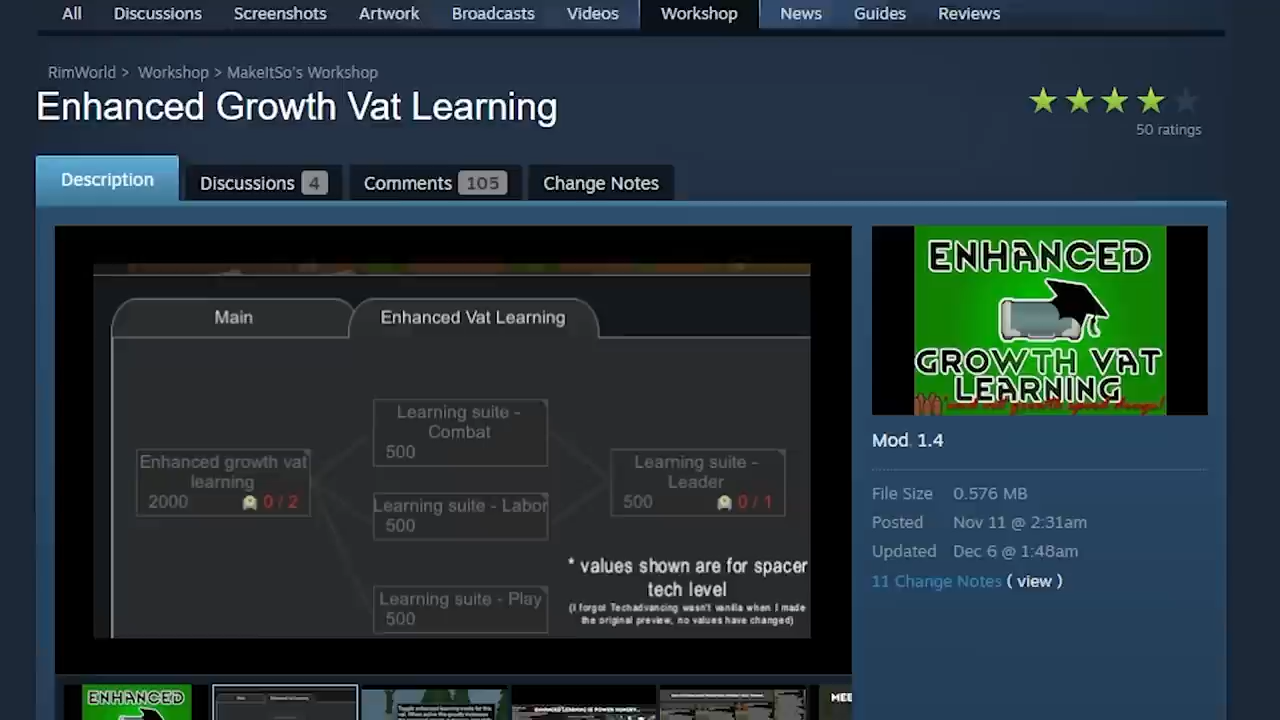 All Discussions Screenshots Artwork Broadcasts Videos Workshop News Guides Reviews
RimWorld > Workshop > MakeItSo's Workshop
Enhanced Growth Vat Learning
50 ratings
Description Discussions 4 Comments 105 Change Notes
Main Enhanced Vat Learning
Enhanced growth vat
learning
2000 0 / 2
Learning suite -
Combat
500
Learning suite - Labor
500
Learning suite - Play
500
Learning suite -
Leader
500 0 / 1
* values shown are for spacer
tech level
(I forgot Techadvancing wasn't vanilla when I made
the original preview, no values have changed)
ENHANCED
GROWTH VAT
LEARNING
Mod 1.4
File Size 0.576 MB
Posted Nov 11 @ 2:31am
Updated Dec 6 @ 1:48am
11 Change Notes ( view )
ENHANCED